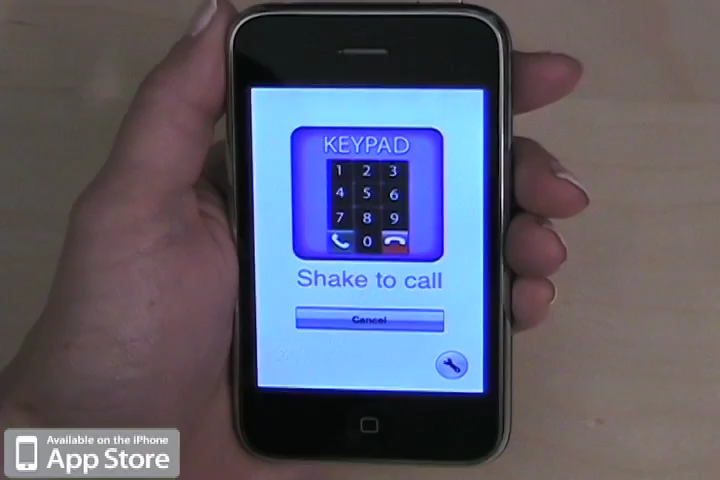 KEYPAD
1 2 3
4 5 6
7 8 9
0
Shake to call
Cancel
Available on the iPhone
App Store